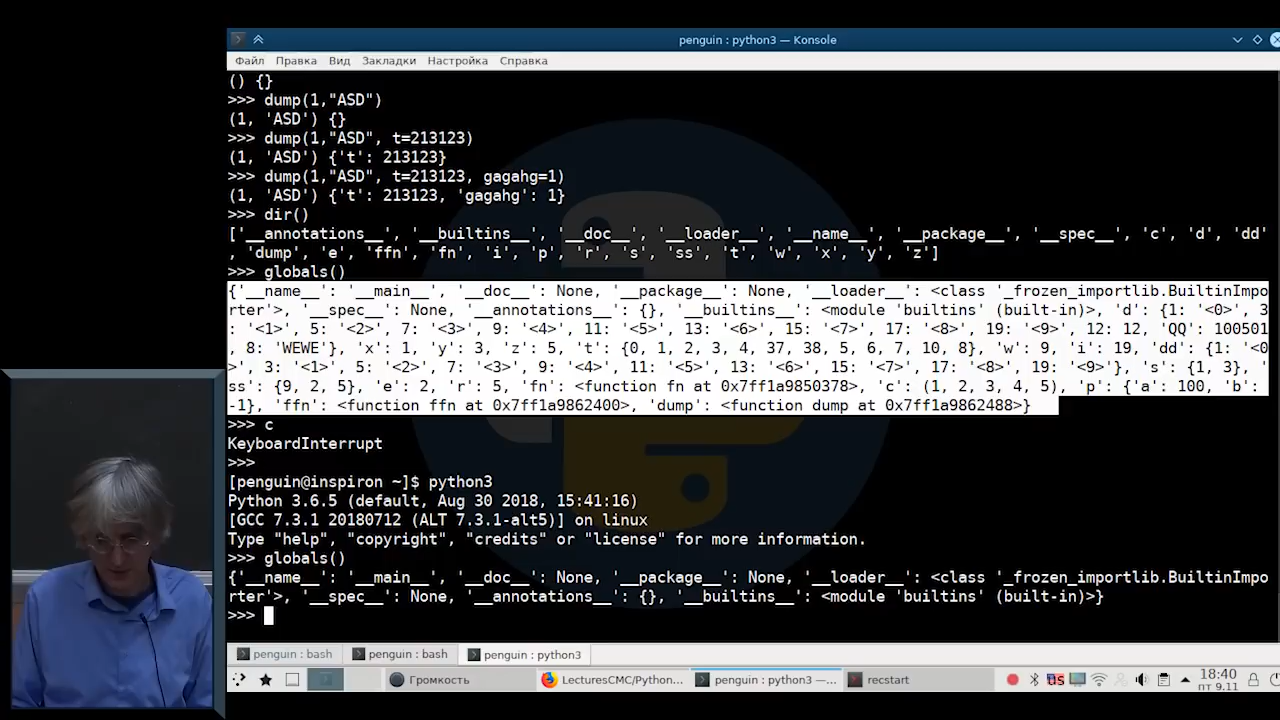 penguin : python3 — Konsole
Файл Правка Вид Закладки Настройка Справка
() {}
>>> dump(1,"ASD")
(1, 'ASD') {}
>>> dump(1,"ASD", t=213123)
(1, 'ASD') {'t': 213123}
>>> dump(1,"ASD", t=213123, gagahg=1)
(1, 'ASD') {'t': 213123, 'gagahg': 1}
>>> dir()
['__annotations__', '__builtins__', '__doc__', '__loader__', '__name__', '__package__', '__spec__', 'c', 'd', 'dd'
, 'dump', 'e', 'ffn', 'fn', 'i', 'p', 'r', 's', 'ss', 't', 'w', 'x', 'y', 'z']
>>> globals()
{'__name__': '__main__', '__doc__': None, '__package__': None, '__loader__': <class '_frozen_importlib.BuiltinImpo
rter'>, '__spec__': None, '__annotations__': {}, '__builtins__': <module 'builtins' (built-in)>, 'd': {1: '<0>', 3
: '<1>', 5: '<2>', 7: '<3>', 9: '<4>', 11: '<5>', 13: '<6>', 15: '<7>', 17: '<8>', 19: '<9>', 12: 12, 'QQ': 100501
, 8: 'WEWE'}, 'x': 1, 'y': 3, 'z': 5, 't': {0, 1, 2, 3, 4, 37, 38, 5, 6, 7, 10, 8}, 'w': 9, 'i': 19, 'dd': {1: '<0
>', 3: '<1>', 5: '<2>', 7: '<3>', 9: '<4>', 11: '<5>', 13: '<6>', 15: '<7>', 17: '<8>', 19: '<9>'}, 's': {1, 3}, '
ss': {9, 2, 5}, 'e': 2, 'r': 5, 'fn': <function fn at 0x7ff1a9850378>, 'c': (1, 2, 3, 4, 5), 'p': {'a': 100, 'b':
-1}, 'ffn': <function ffn at 0x7ff1a9862400>, 'dump': <function dump at 0x7ff1a9862488>}
>>> c
KeyboardInterrupt
>>>
[penguin@inspiron ~]$ python3
Python 3.6.5 (default, Aug 30 2018, 15:41:16)
[GCC 7.3.1 20180712 (ALT 7.3.1-alt5)] on linux
Type "help", "copyright", "credits" or "license" for more information.
>>> globals()
{'__name__': '__main__', '__doc__': None, '__package__': None, '__loader__': <class '_frozen_importlib.BuiltinImpo
rter'>, '__spec__': None, '__annotations__': {}, '__builtins__': <module 'builtins' (built-in)>}
>>>
penguin : bash penguin : bash penguin : python3
Громкость LecturesCMC/Python... penguin : python3 —... recstart US 18:40
пт 9.11